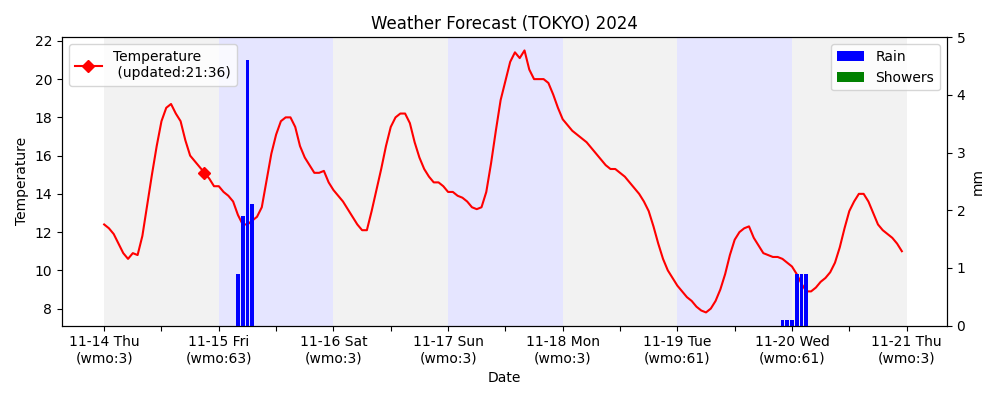 Weather Forecast (TOKYO) 2024
Temperature
(updated:21:36)
Rain
Showers
22
20
18
16
14
12
10
8
Temperature
5
4
3
2
1
0
mm
11-14 Thu
(wmo:3)
11-15 Fri
(wmo:63)
11-16 Sat
(wmo:3)
11-17 Sun
(wmo:3)
11-18 Mon
(wmo:3)
11-19 Tue
(wmo:61)
11-20 Wed
(wmo:61)
11-21 Thu
(wmo:3)
Date